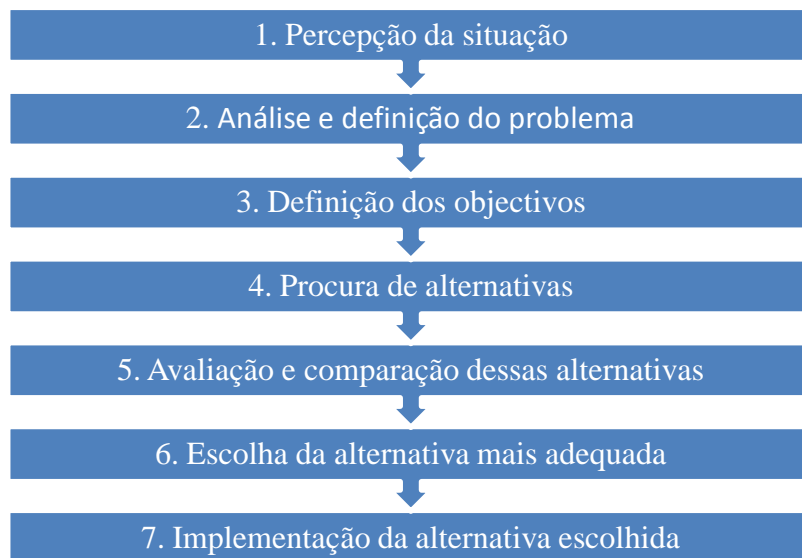 1. Percepção da situação
2. Análise e definição do problema
3. Definição dos objectivos
4. Procura de alternativas
5. Avaliação e comparação dessas alternativas
6. Escolha da alternativa mais adequada
7. Implementação da alternativa escolhida